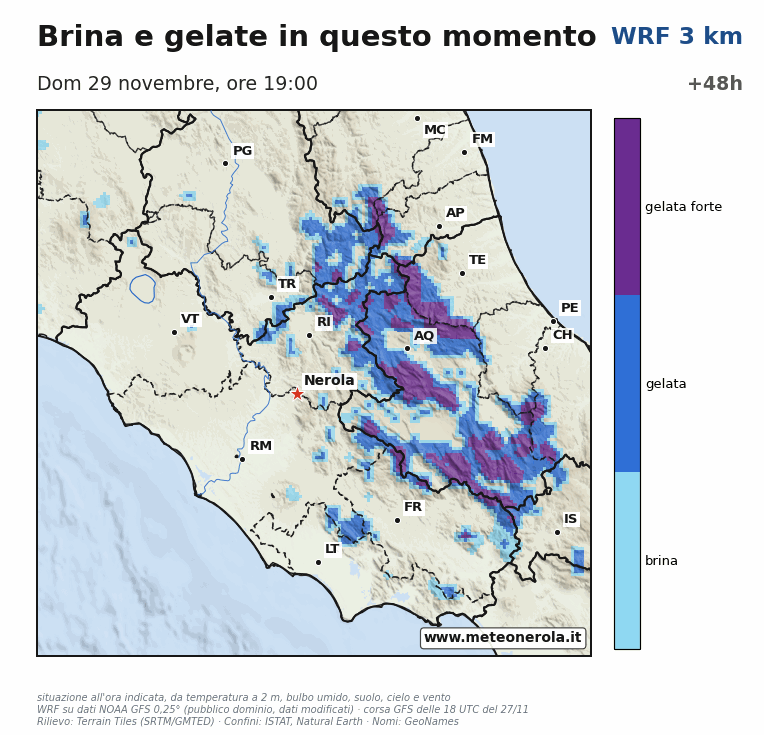 Brina e gelate in questo momento WRF 3 km
Dom 29 novembre, ore 19:00 +48h
MC
FM
PG
AP
TE
TR
PE
VT
RI
AQ
CH
Nerola
RM
FR
IS
LT
www.meteonerola.it
gelata forte
gelata
brina
situazione all'ora indicata, da temperatura a 2 m, bulbo umido, suolo, cielo e vento
WRF su dati NOAA GFS 0,25° (pubblico dominio, dati modificati) · corsa GFS delle 18 UTC del 27/11
Rilievo: Terrain Tiles (SRTM/GMTED) · Confini: ISTAT, Natural Earth · Nomi: GeoNames